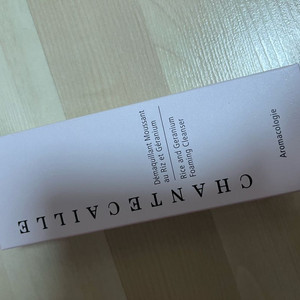 CHANTECAILLE
Démaquillant Moussant
au Riz et Géranium
Rice and Geranium
Foaming Cleanser
Aromacologie